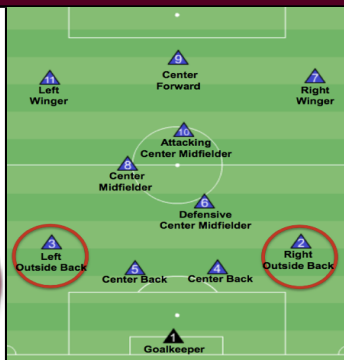 9
Center
Forward
11
Left
Winger
7
Right
Winger
10
Attacking
Center Midfielder
8
Center
Midfielder
6
Defensive
Center Midfielder
3
Left
Outside Back
2
Right
Outside Back
5
Center Back
4
Center Back
1
Goalkeeper